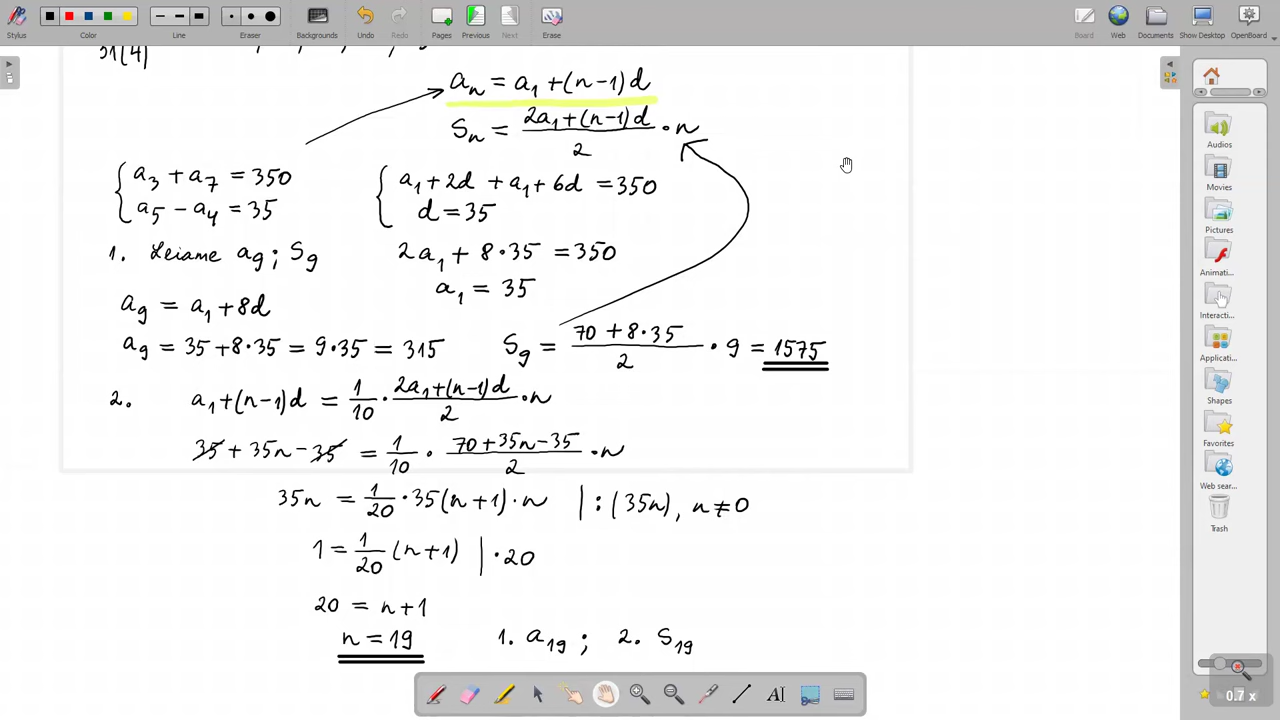 Stylus
Color
Line
Eraser
Backgrounds
Undo
Redo
Pages
Previous
Next
Erase
Board
Web
Documents
Show Desktop
OpenBoard
31(4)
aₙ = a₁ + (n−1)d
Sₙ = (2a₁+(n−1)d)/2 · n
{ a₃ + a₇ = 350
a₅ − a₄ = 35
{ a₁+2d + a₁+6d = 350
d = 35
1. Leiame a₉; S₉
2a₁ + 8·35 = 350
a₁ = 35
a₉ = a₁+8d
a₉ = 35+8·35 = 9·35 = 315
S₉ = (70+8·35)/2 · 9 = 1575
2. a₁+(n−1)d = 1/10 · (2a₁+(n−1)d)/2 · n
35 + 35n − 35 = 1/10 · (70+35n−35)/2 · n
35n = 1/20 · 35(n+1)·n |:(35n), n≠0
1 = 1/20 (n+1) |·20
20 = n+1
n = 19
1. a₁₉; 2. S₁₉
Audios
Movies
Pictures
Animati...
Interacti...
Applicati...
Shapes
Favorites
Web sear...
Trash
AI
0.7 x